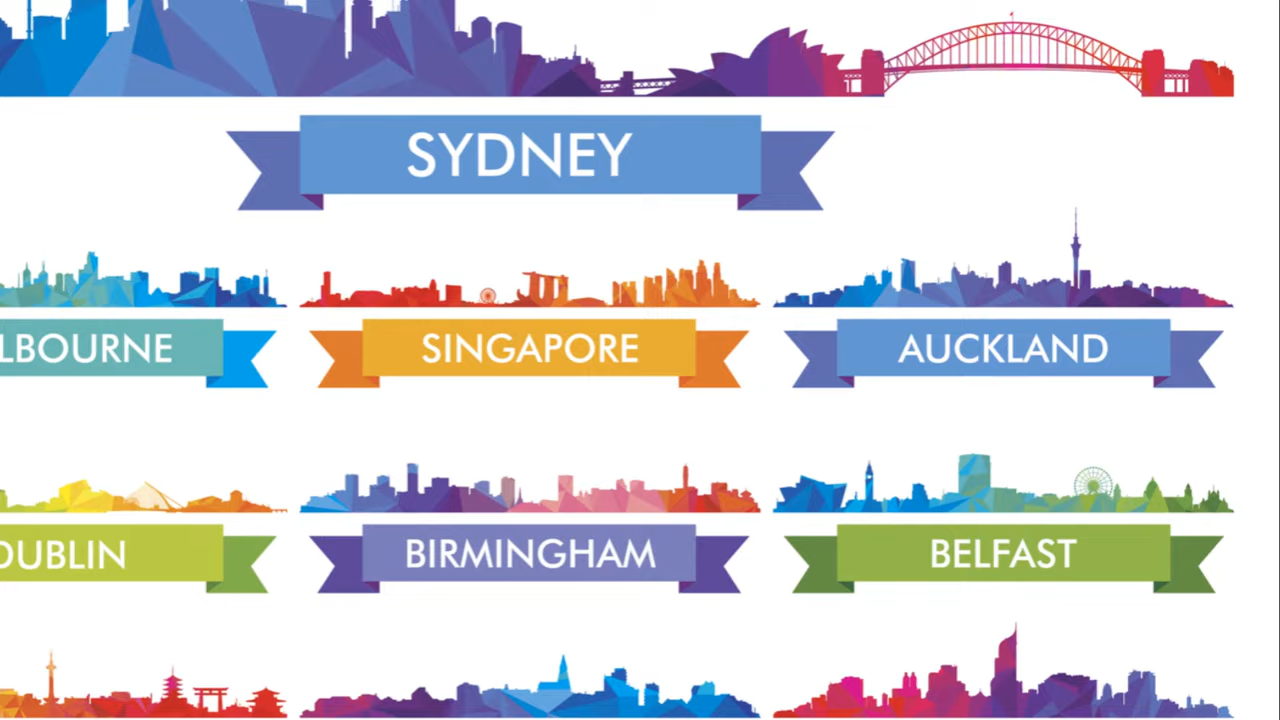 SYDNEY
LBOURNE
SINGAPORE
AUCKLAND
DUBLIN
BIRMINGHAM
BELFAST